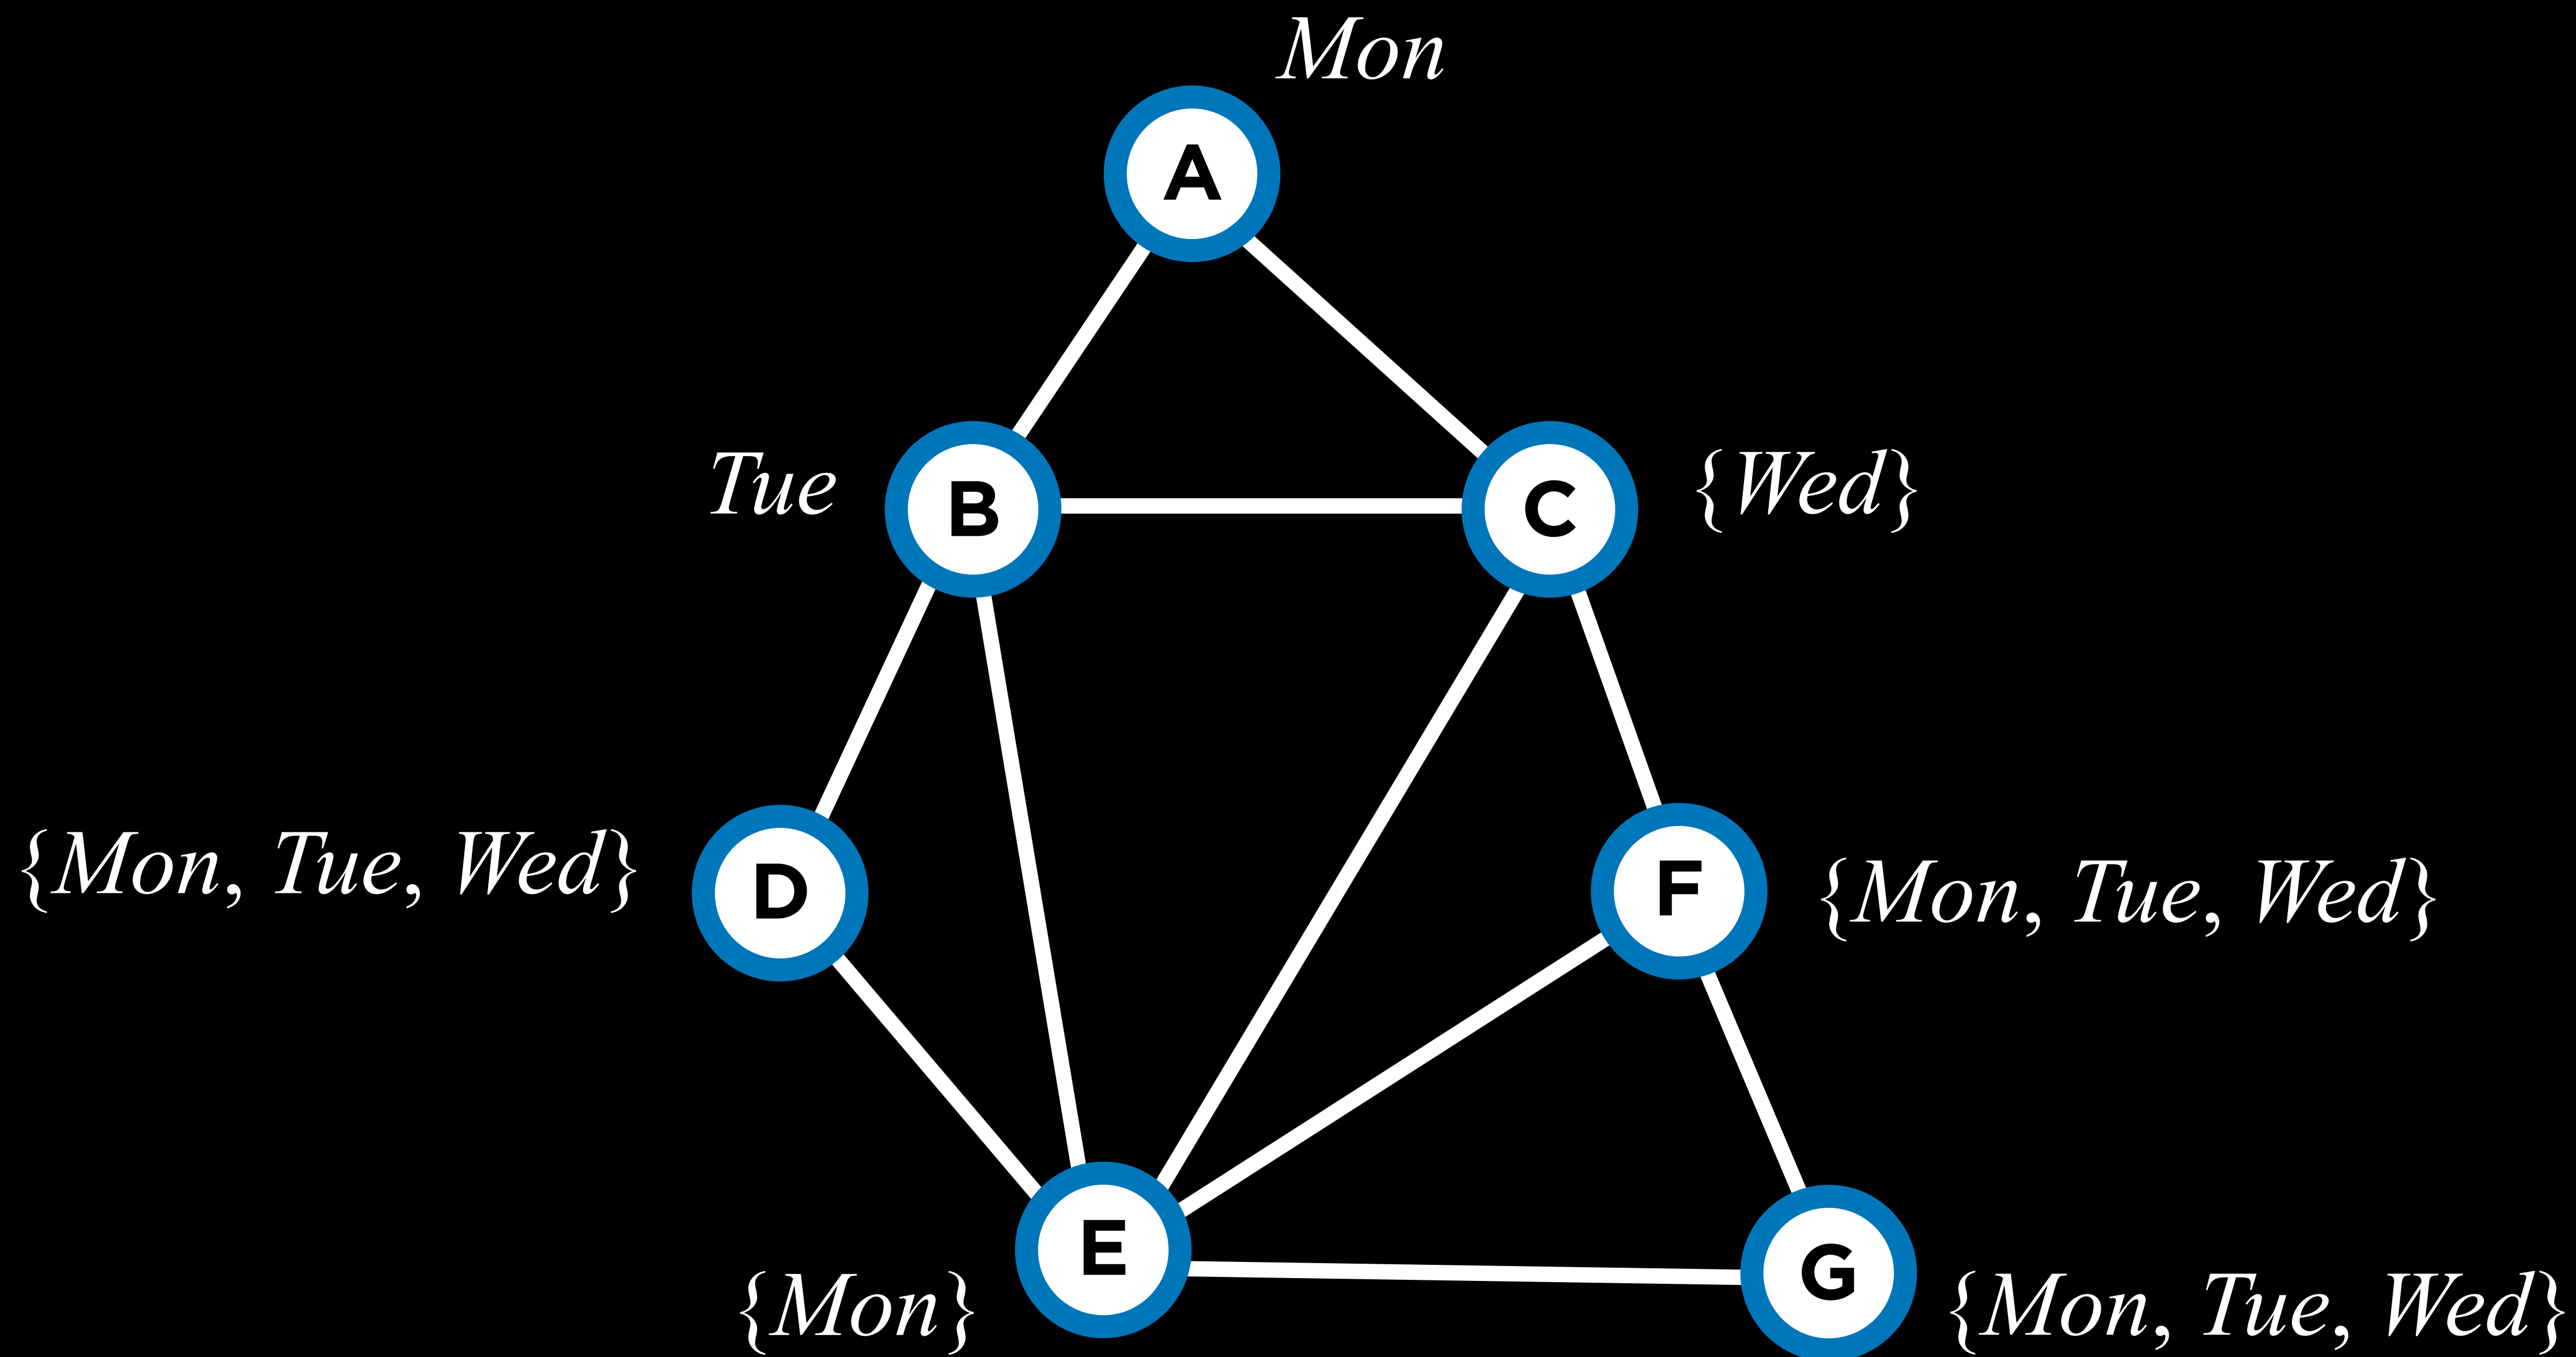 Mon
A
Tue
B
C
{Wed}
{Mon, Tue, Wed}
D
F
{Mon, Tue, Wed}
E
{Mon}
G
{Mon, Tue, Wed}